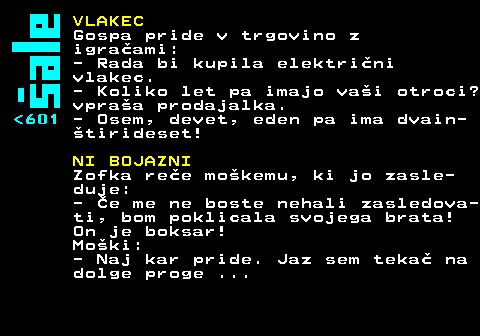 Šale
<601
VLAKEC
Gospa pride v trgovino z
igračami:
- Rada bi kupila električni
vlakec.
- Koliko let pa imajo vaši otroci?
vpraša prodajalka.
- Osem, devet, eden pa ima dvain-
štirideset!
NI BOJAZNI
Zofka reče moškemu, ki jo zasle-
duje:
- Če me ne boste nehali zasledova-
ti, bom poklicala svojega brata!
On je boksar!
Moški:
- Naj kar pride. Jaz sem tekač na
dolge proge ...